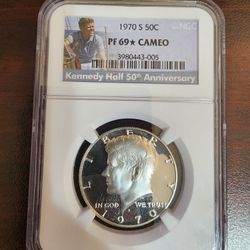 NGC
1970 S 50C
PF 69★ CAMEO
3980443-005
Kennedy Half 50th Anniversary
LIBERTY
IN GOD WE TRUST
1970